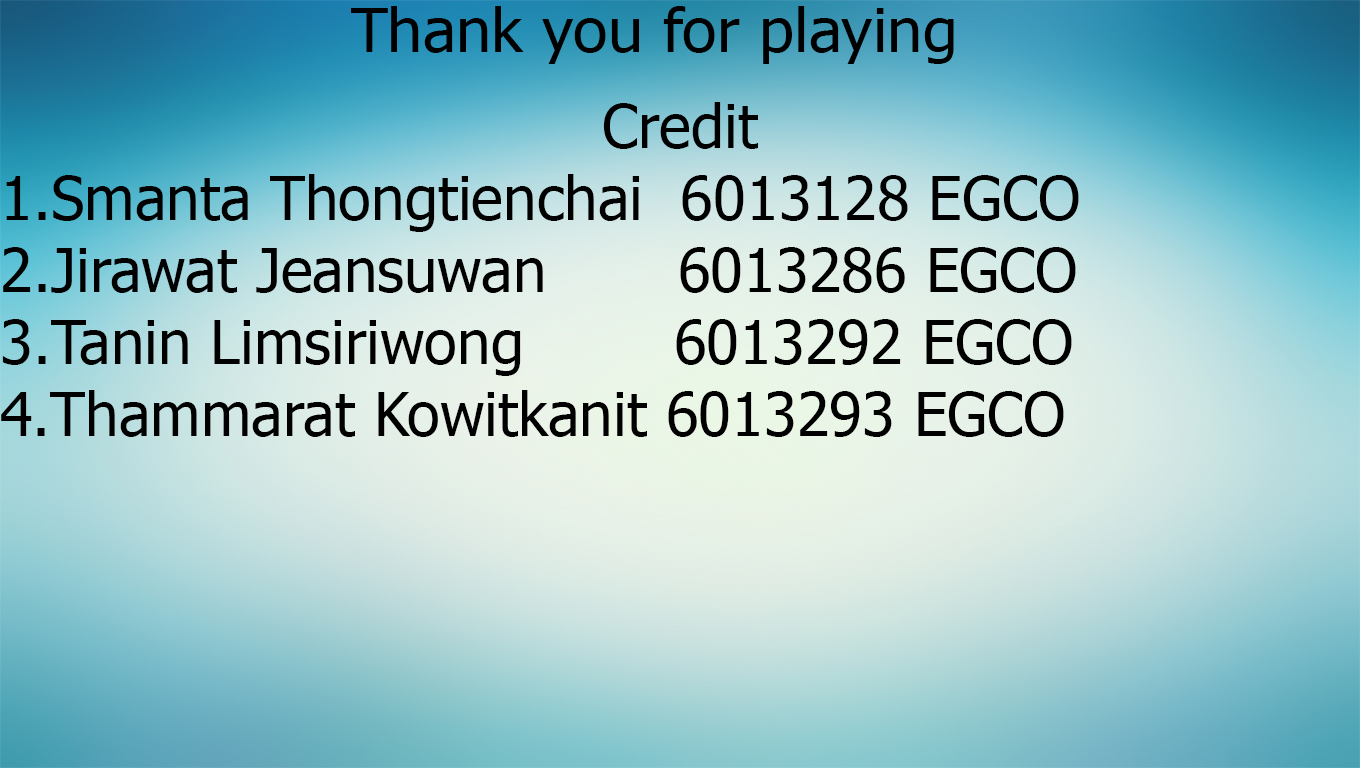 Thank you for playing
Credit
1.Smanta Thongtienchai 6013128 EGCO
2.Jirawat Jeansuwan 6013286 EGCO
3.Tanin Limsiriwong 6013292 EGCO
4.Thammarat Kowitkanit 6013293 EGCO